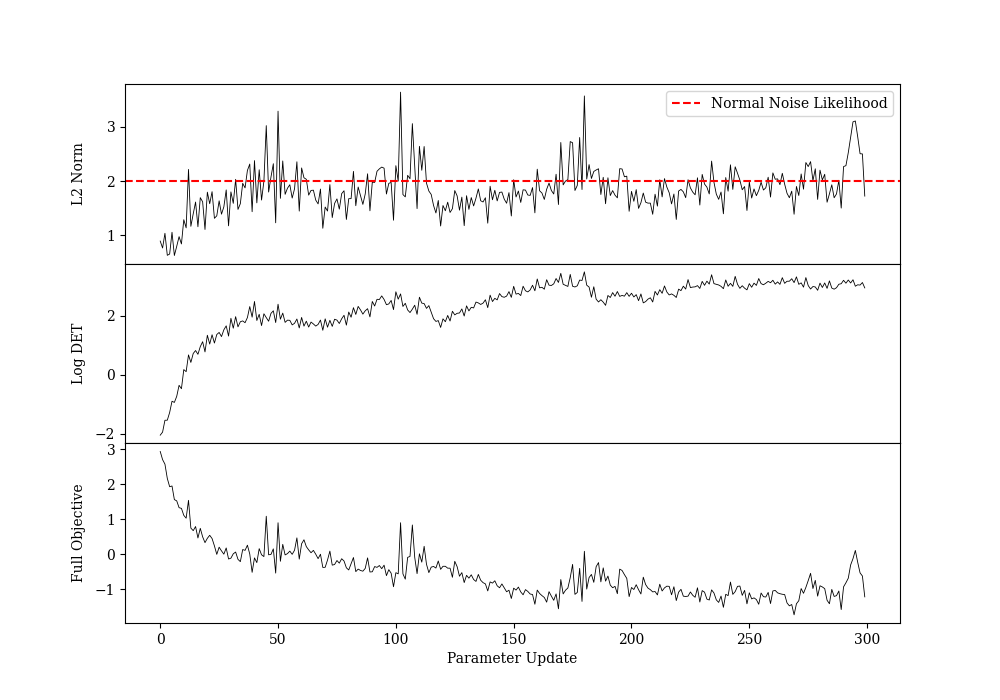 Normal Noise Likelihood
L2 Norm
3
2
1
Log DET
2
0
−2
Full Objective
3
2
1
0
−1
0 50 100 150 200 250 300
Parameter Update